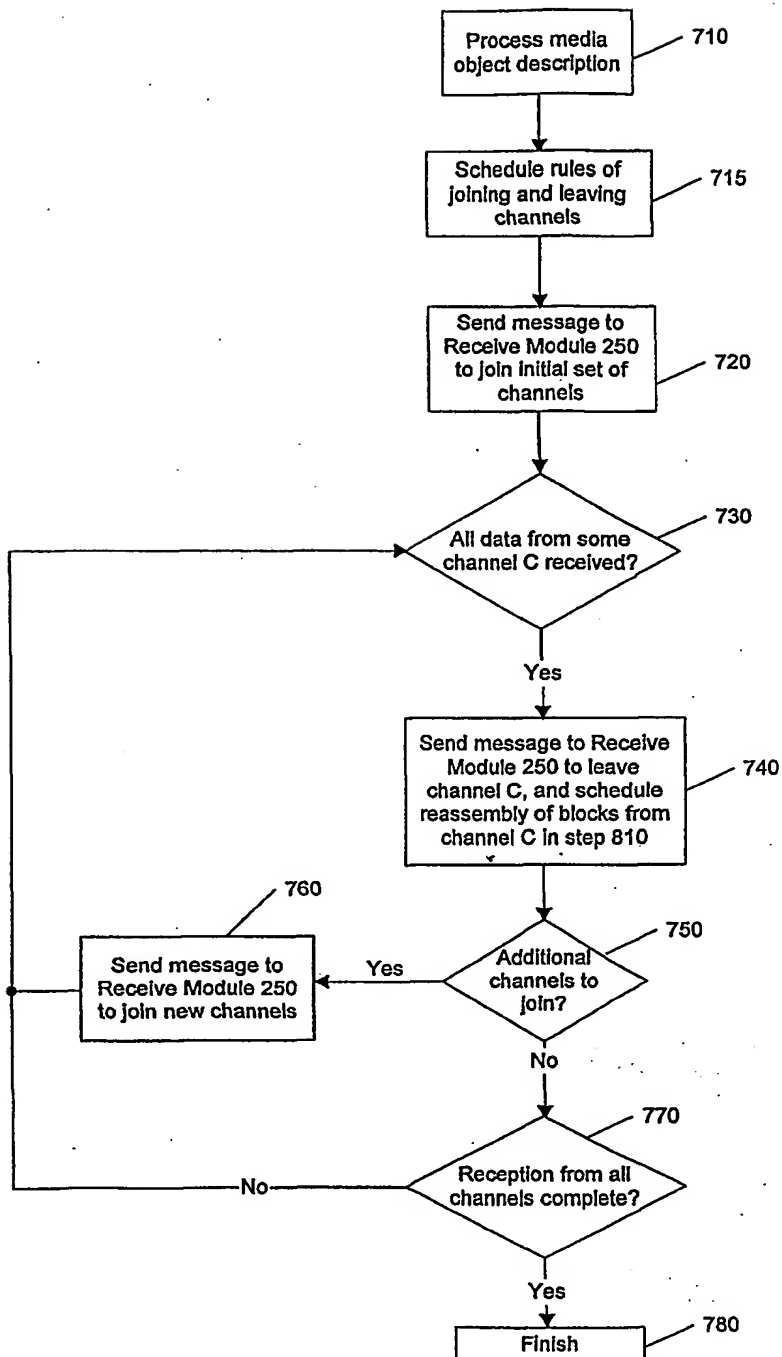 Process media
object description
710
Schedule rules of
joining and leaving
channels
715
Send message to
Receive Module 250
to join initial set of
channels
720
All data from some
channel C received?
730
Yes
Send message to Receive
Module 250 to leave
channel C, and schedule
reassembly of blocks from
channel C in step 810
740
Additional
channels to
join?
750
Yes
Send message to
Receive Module 250
to join new channels
760
No
Reception from all
channels complete?
770
No
Yes
Finish
780